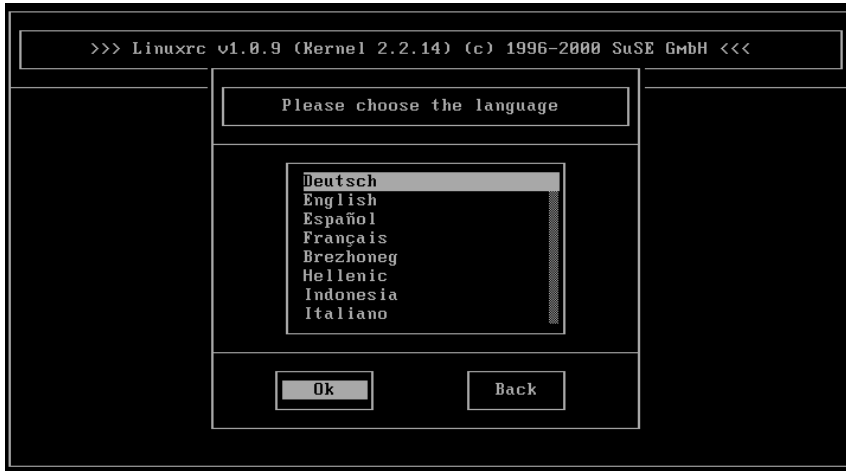 >>> Linuxrc v1.0.9 (Kernel 2.2.14) (c) 1996-2000 SuSE GmbH <<<
Please choose the language
Deutsch
English
Español
Français
Brezhoneg
Hellenic
Indonesia
Italiano
Ok Back